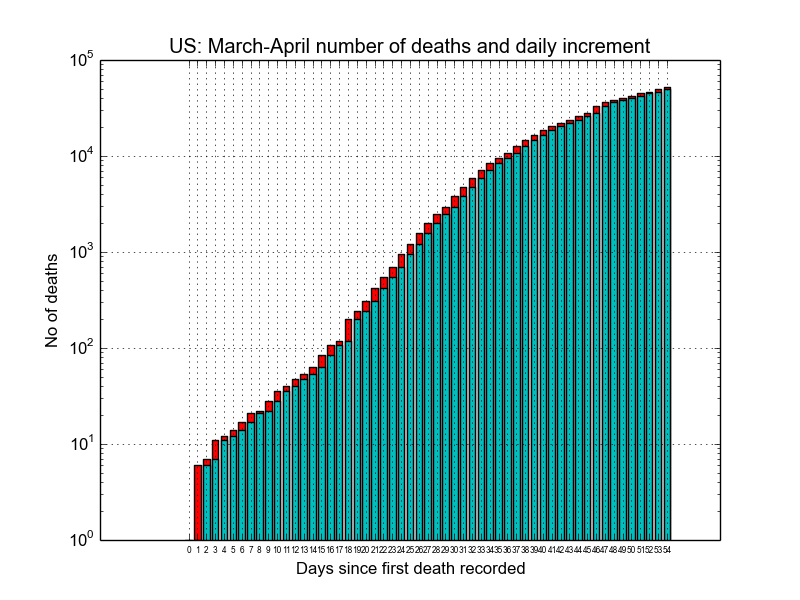 US: March-April number of deaths and daily increment
10^5
10^4
10^3
10^2
10^1
10^0
No of deaths
0 1 2 3 4 5 6 7 8 9 10 11 12 13 14 15 16 17 18 19 20 21 22 23 24 25 26 27 28 29 30 31 32 33 34 35 36 37 38 39 40 41 42 43 44 45 46 47 48 49 50 51 52 53 54
Days since first death recorded